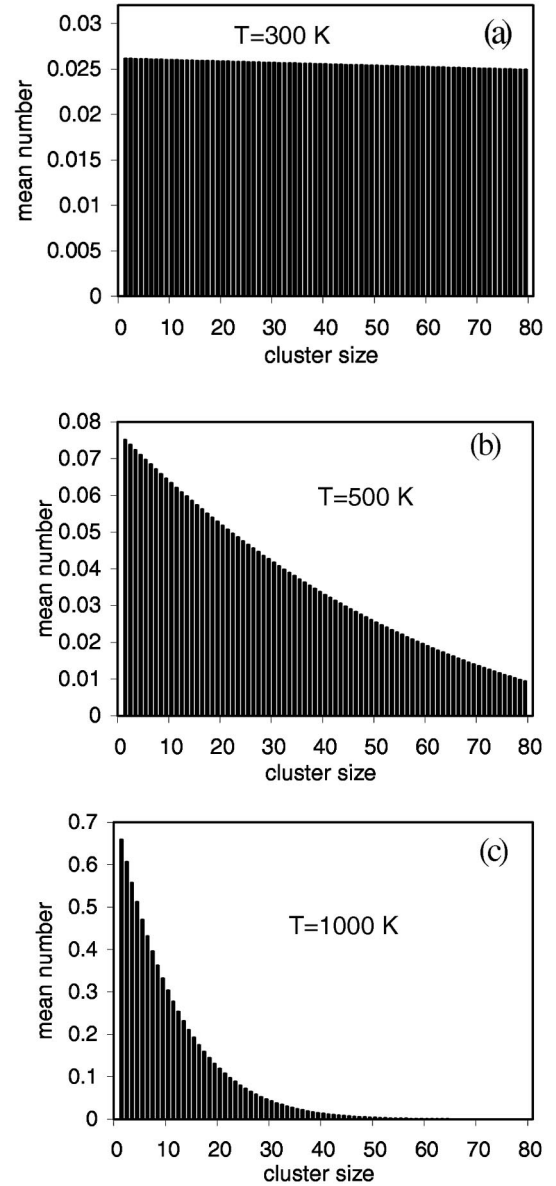 (a)
T=300 K
0.03
0.025
0.02
0.015
0.01
0.005
0
mean number
0 10 20 30 40 50 60 70 80
cluster size
(b)
T=500 K
0.08
0.07
0.06
0.05
0.04
0.03
0.02
0.01
0
mean number
0 10 20 30 40 50 60 70 80
cluster size
(c)
T=1000 K
0.7
0.6
0.5
0.4
0.3
0.2
0.1
0
mean number
0 10 20 30 40 50 60 70 80
cluster size